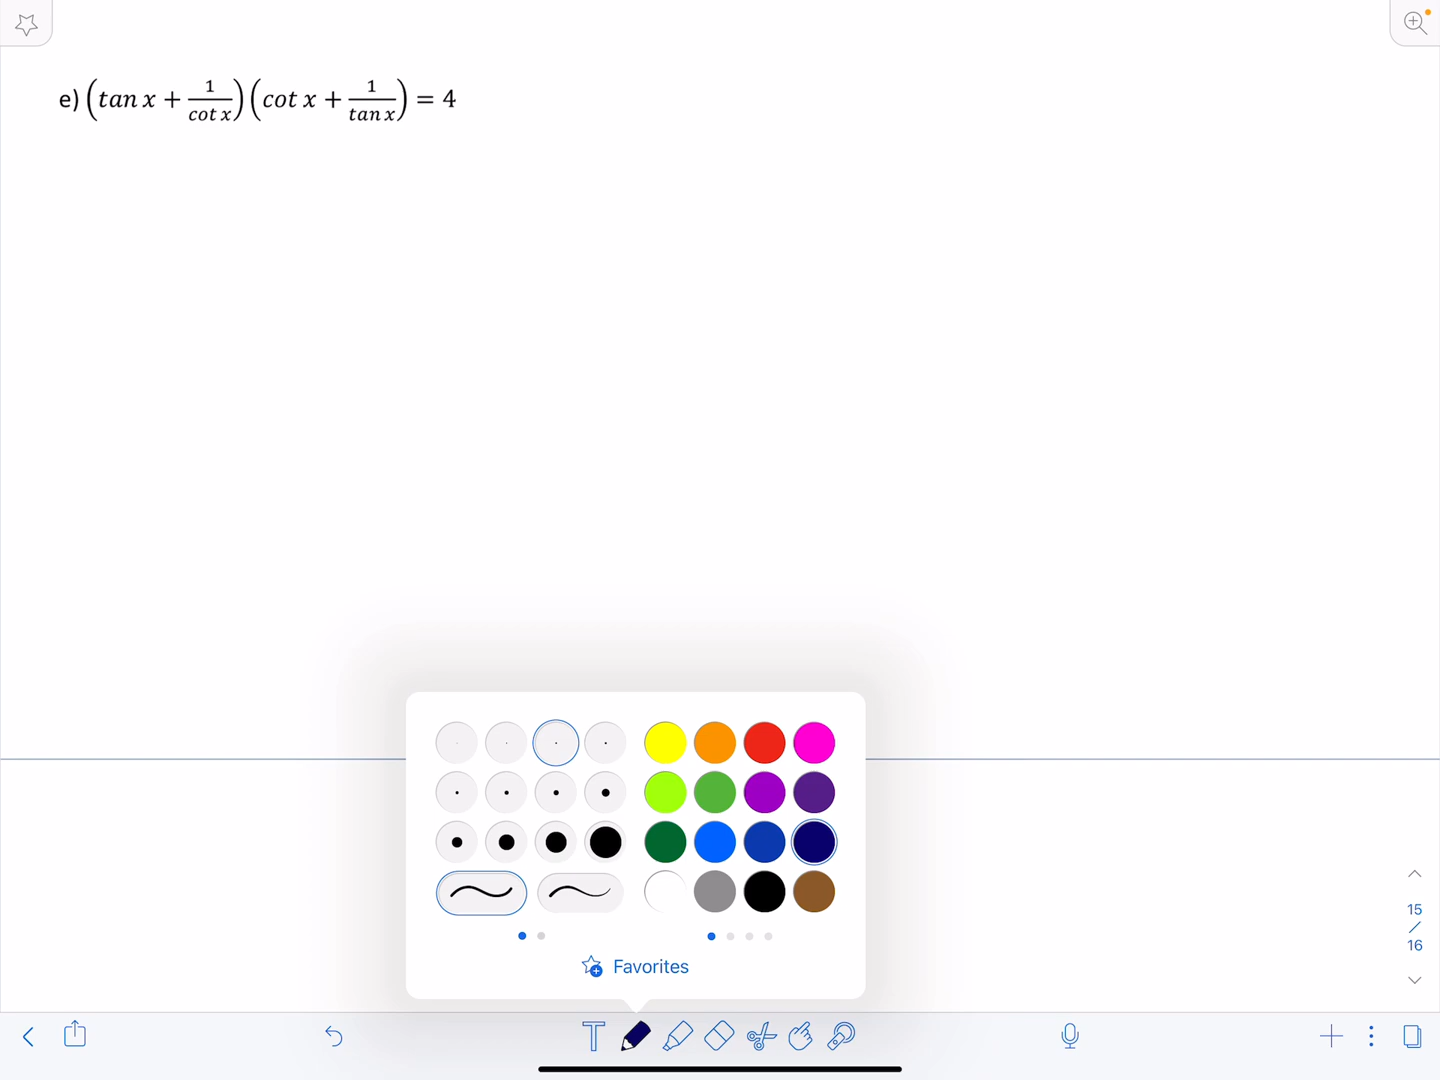 e) (tan x + 1/cot x)(cot x + 1/tan x) = 4
15
/
16
Favorites
T